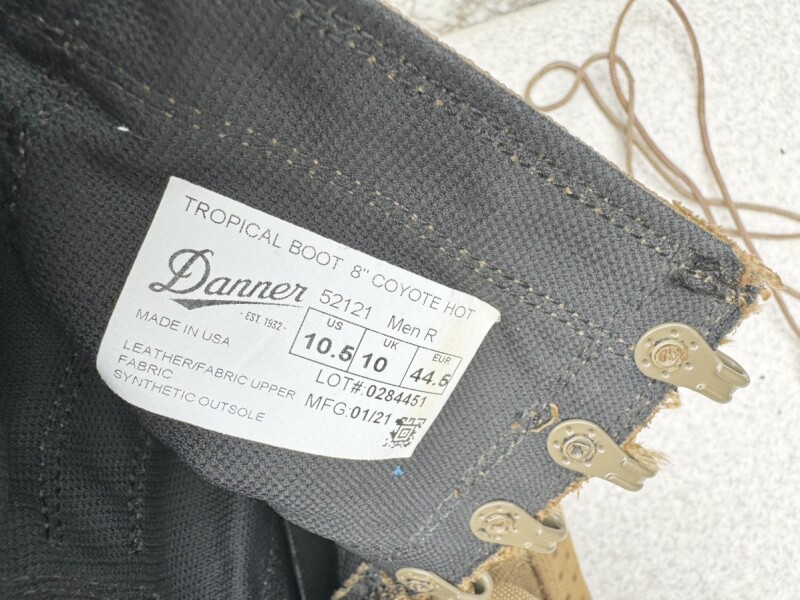 TROPICAL BOOT 8" COYOTE HOT
Danner
- EST. 1932 -
52121 Men R
MADE IN USA
US UK EUR
10.5 10 44.5
LEATHER/FABRIC UPPER
FABRIC
SYNTHETIC OUTSOLE
LOT#:0284451
MFG:01/21